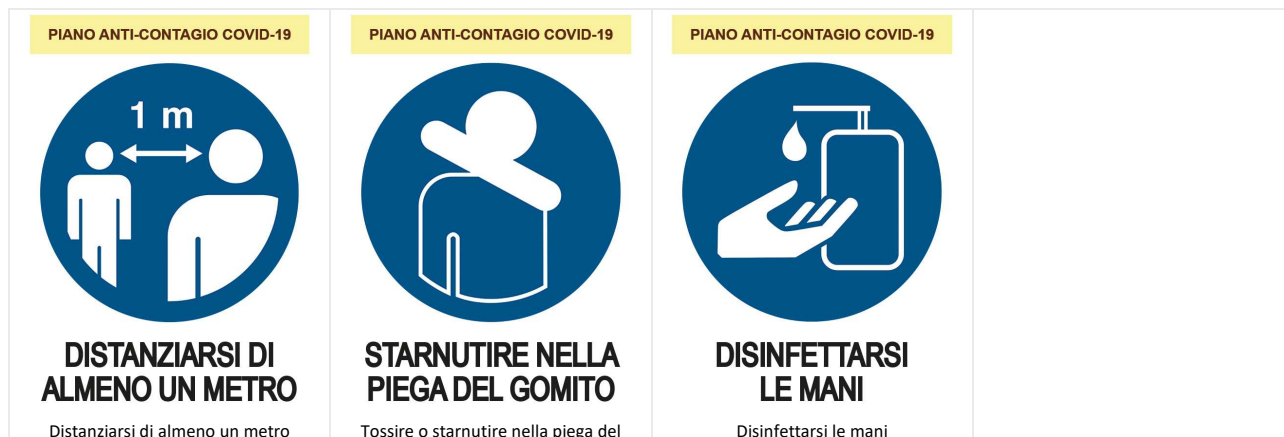 PIANO ANTI-CONTAGIO COVID-19
1 m
DISTANZIARSI DI
ALMENO UN METRO
Distanziarsi di almeno un metro
PIANO ANTI-CONTAGIO COVID-19
STARNUTIRE NELLA
PIEGA DEL GOMITO
Tossire o starnutire nella piega del
PIANO ANTI-CONTAGIO COVID-19
DISINFETTARSI
LE MANI
Disinfettarsi le mani